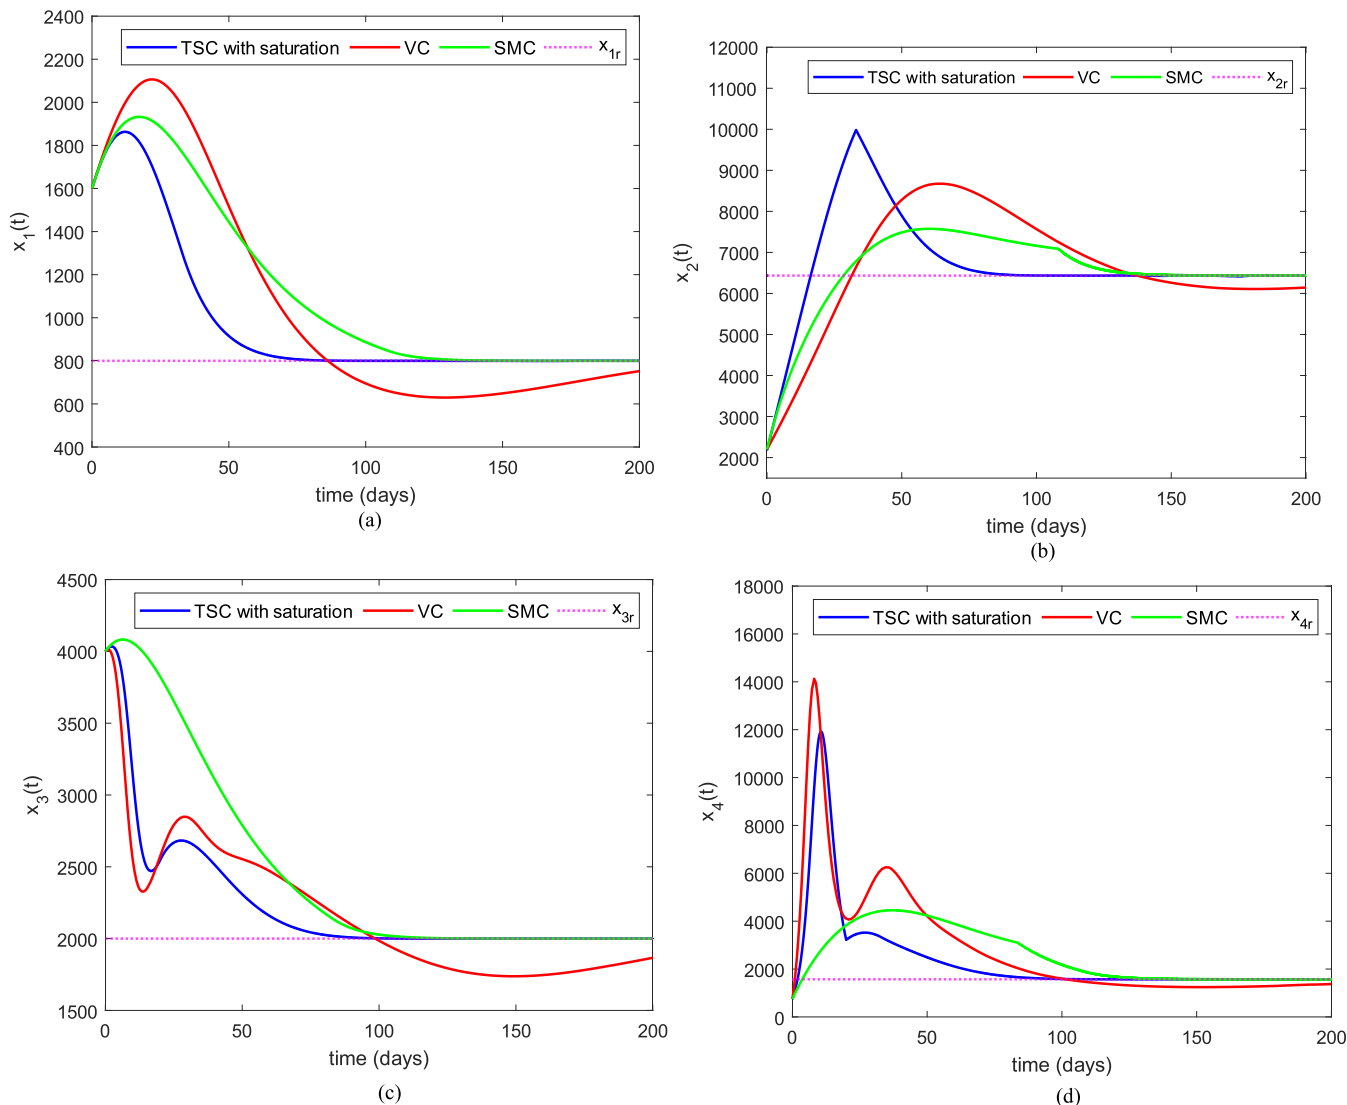 2400
2200
2000
1800
1600
1400
1200
1000
800
600
400
x1(t)
TSC with saturation VC SMC x1r
0 50 100 150 200
time (days)
(a)
12000
11000
10000
9000
8000
7000
6000
5000
4000
3000
2000
x2(t)
TSC with saturation VC SMC x2r
0 50 100 150 200
time (days)
(b)
4500
4000
3500
3000
2500
2000
1500
x3(t)
TSC with saturation VC SMC x3r
0 50 100 150 200
time (days)
(c)
18000
16000
14000
12000
10000
8000
6000
4000
2000
0
x4(t)
TSC with saturation VC SMC x4r
0 50 100 150 200
time (days)
(d)